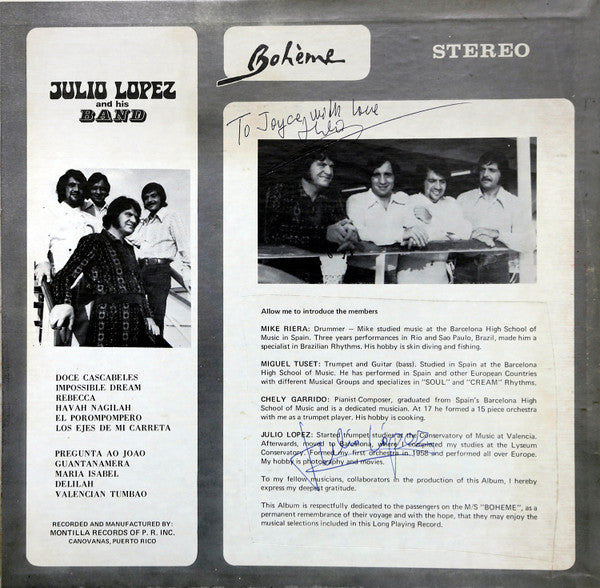 JULIO LOPEZ
and his
BAND
DOCE CASCABELES
IMPOSSIBLE DREAM
REBECCA
HAVAH NAGILAH
EL POROMPOMPERO
LOS EJES DE MI CARRETA
PREGUNTA AO JOAO
GUANTANAMERA
MARIA ISABEL
DELILAH
VALENCIAN TUMBAO
RECORDED AND MANUFACTURED BY:
MONTILLA RECORDS OF P. R. INC.
CANOVANAS, PUERTO RICO
Bohème
STEREO
To Joyce with love
Allow me to introduce the members
MIKE RIERA: Drummer — Mike studied music at the Barcelona High School of
Music in Spain. Three years performances in Rio and Sao Paulo, Brazil, made him a
specialist in Brazilian Rhythms. His hobby is skin diving and fishing.
MIGUEL TUSET: Trumpet and Guitar (bass). Studied in Spain at the Barcelona
High School of Music. He has performed in Spain and other European Countries
with different Musical Groups and specializes in "SOUL" and "CREAM" Rhythms.
CHELY GARRIDO: Pianist Composer, graduated from Spain's Barcelona High
School of Music and is a dedicated musician. At 17 he formed a 15 piece orchestra
with me as a trumpet player. His hobby is cooking.
JULIO LOPEZ: Started trumpet studies at the Conservatory of Music at Valencia.
Afterwards, moved to Barcelona, where I completed my studies at the Lyseum
Conservatory. Formed my first orchestra in 1958 and performed all over Europe.
My hobby is photography and movies.
To my fellow musicians, collaborators in the production of this Album, I hereby
express my deepest gratitude.
This Album is respectfully dedicated to the passengers on the M/S "BOHEME", as a
permanent remembrance of their voyage and with the hope, that they may enjoy the
musical selections included in this Long Playing Record.